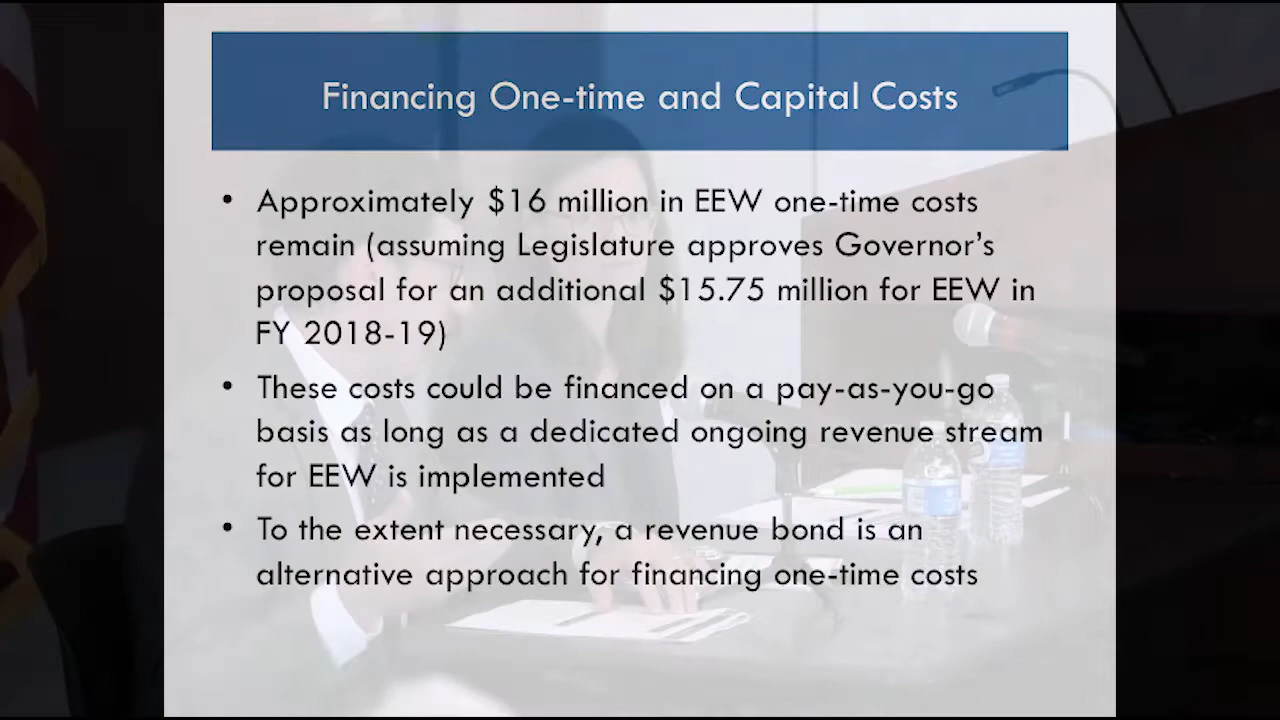 Financing One-time and Capital Costs
• Approximately $16 million in EEW one-time costs
remain (assuming Legislature approves Governor's
proposal for an additional $15.75 million for EEW in
FY 2018-19)
• These costs could be financed on a pay-as-you-go
basis as long as a dedicated ongoing revenue stream
for EEW is implemented
• To the extent necessary, a revenue bond is an
alternative approach for financing one-time costs